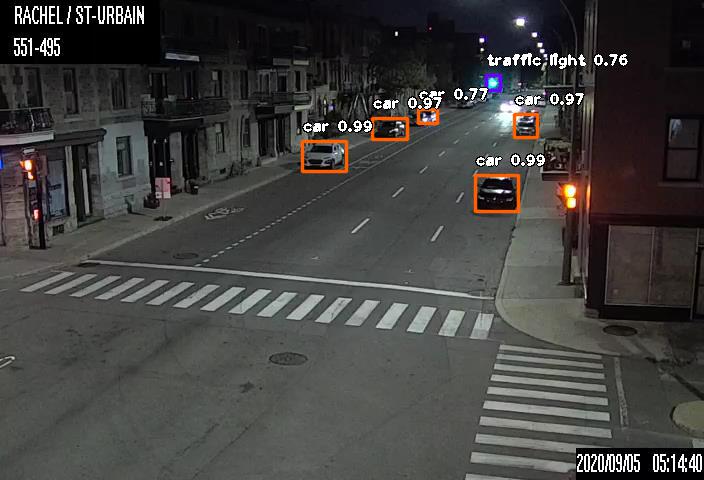 RACHEL / ST-URBAIN
551-495
traffic light 0.76
car 0.77
car 0.97
car 0.97
car 0.99
car 0.99
2020/09/05 05:14:40